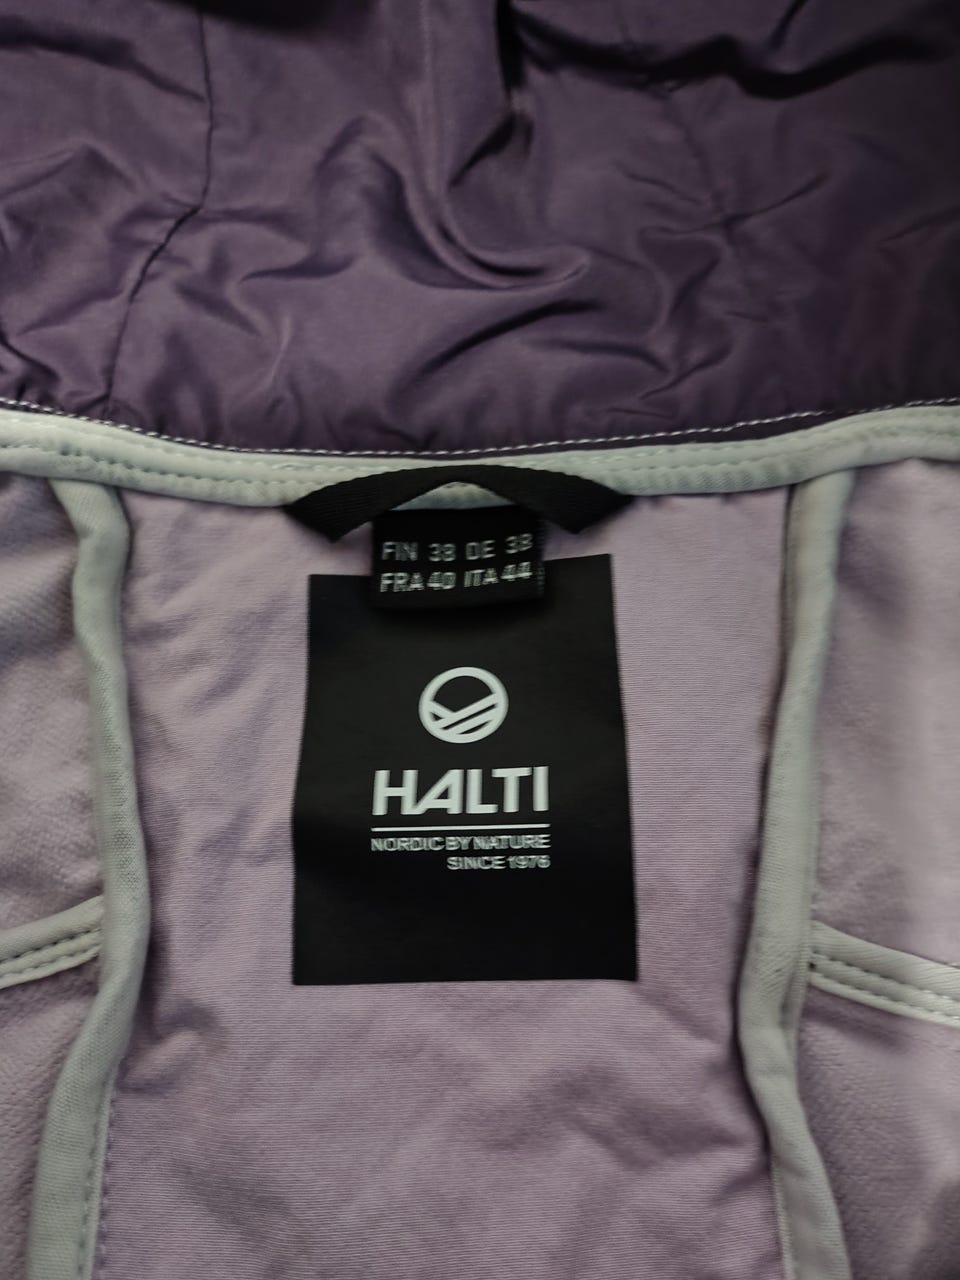 FIN 38 DE 38
FRA 40 ITA 44
HALTI
NORDIC BY NATURE
SINCE 1976